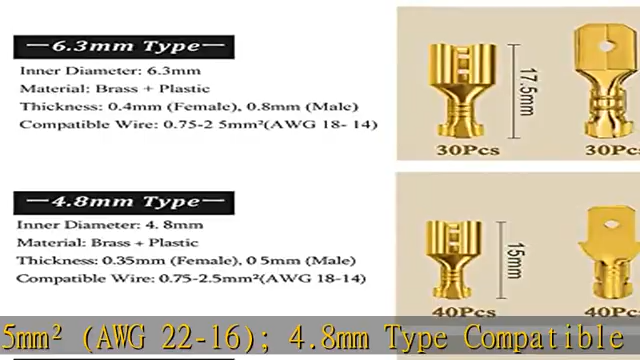 6.3mm Type
Inner Diameter: 6.3mm
Material: Brass + Plastic
Thickness: 0.4mm (Female), 0.8mm (Male)
Compatible Wire: 0.75-2 5mm²(AWG 18- 14)
17.5mm
30Pcs
30Pcs
4.8mm Type
Inner Diameter: 4. 8mm
Material: Brass + Plastic
Thickness: 0.35mm (Female), 0 5mm (Male)
Compatible Wire: 0.75-2.5mm²(AWG 18-14)
15mm
40Pcs
40Pcs
5mm² (AWG 22-16); 4.8mm Type Compatible